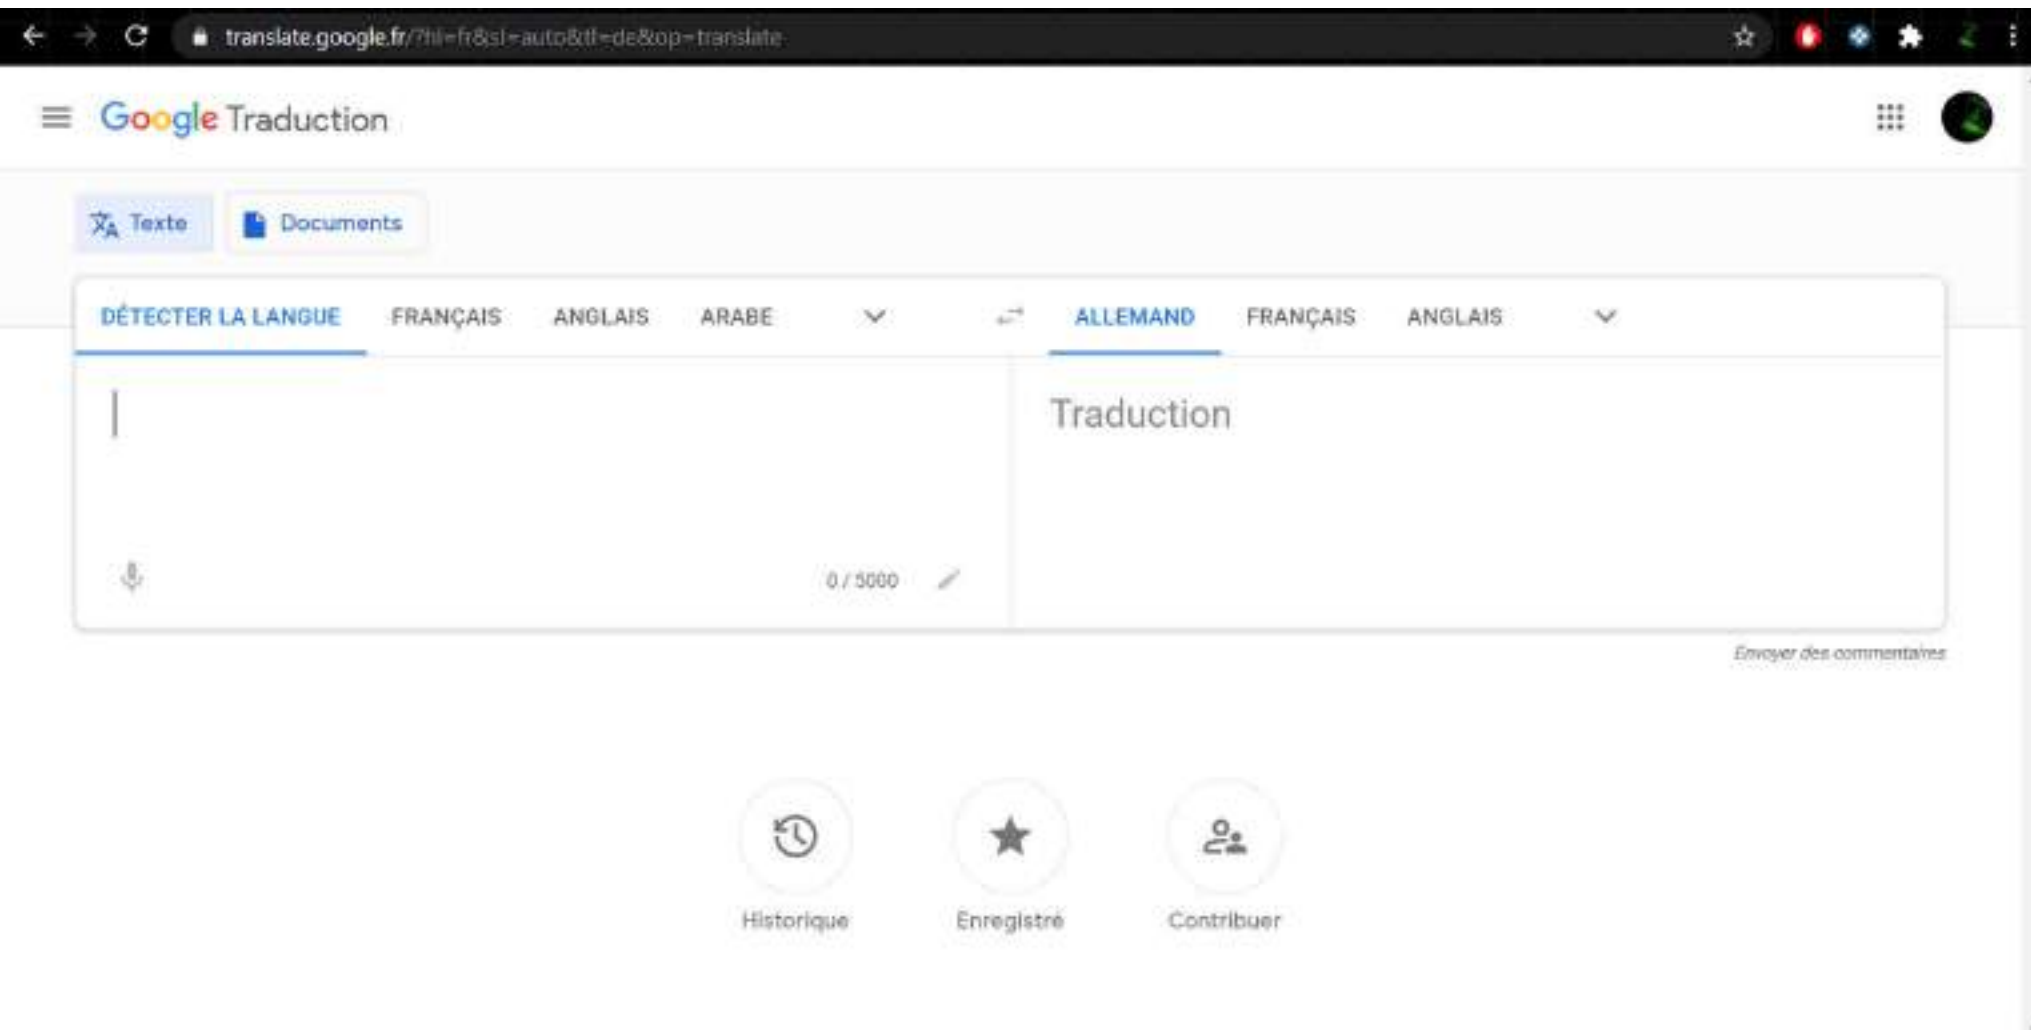 translate.google.fr/?hl=fr&sl=auto&tl=de&op=translate
Google Traduction
Texte Documents
DÉTECTER LA LANGUE FRANÇAIS ANGLAIS ARABE ALLEMAND FRANÇAIS ANGLAIS
Traduction
0 / 5000
Envoyer des commentaires
Historique Enregistré Contribuer